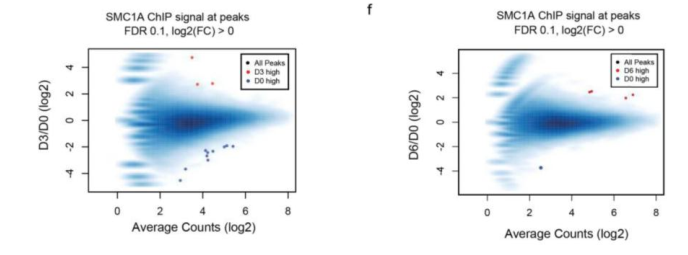 SMC1A ChIP signal at peaks
FDR 0.1, log2(FC) > 0
D3/D0 (log2)
4
2
0
-2
-4
All Peaks
D3 high
D0 high
0 2 4 6 8
Average Counts (log2)
f
SMC1A ChIP signal at peaks
FDR 0.1, log2(FC) > 0
D6/D0 (log2)
4
2
0
-2
-4
All Peaks
D6 high
D0 high
0 2 4 6 8
Average Counts (log2)